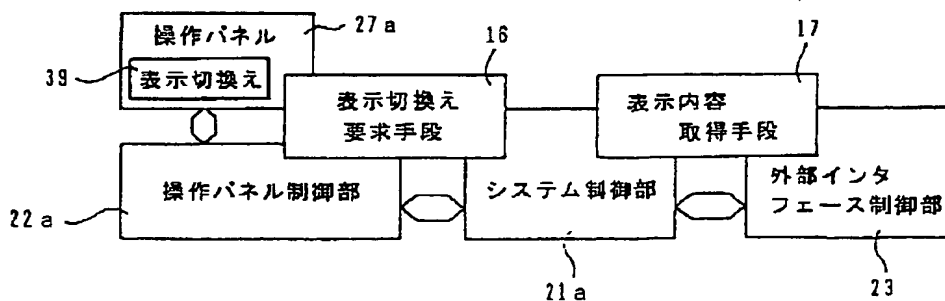 操作パネル
27a
39
表示切換え
16
表示切換え
要求手段
17
表示内容
取得手段
操作パネル制御部
22a
システム制御部
21a
外部インタ
フェース制御部
23